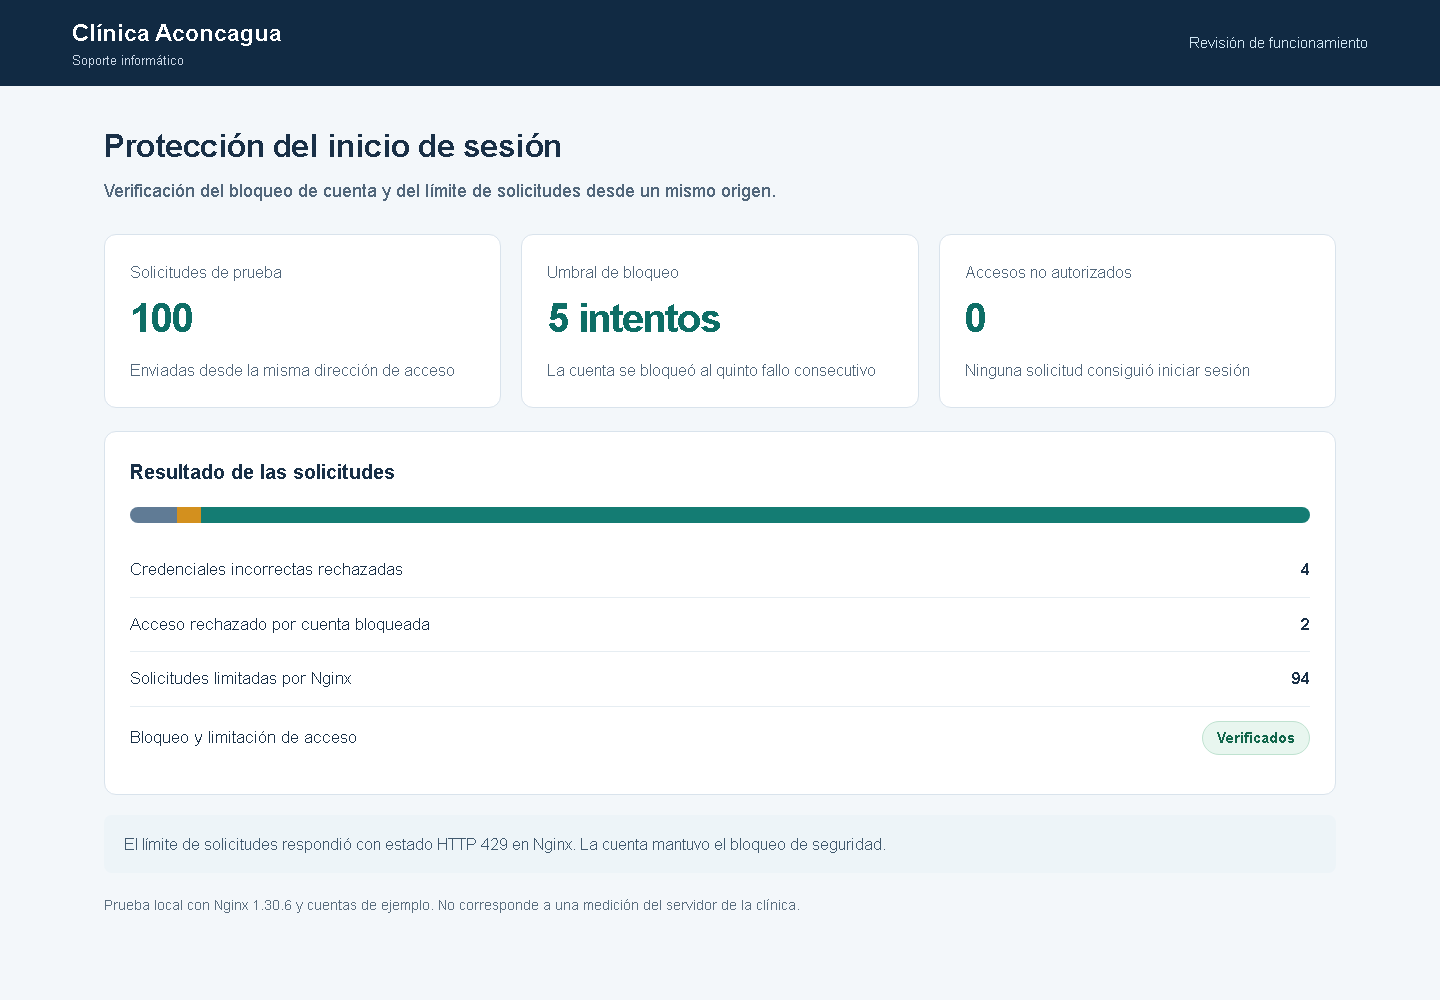 Clínica Aconcagua
Soporte informático
Revisión de funcionamiento
Protección del inicio de sesión
Verificación del bloqueo de cuenta y del límite de solicitudes desde un mismo origen.
Solicitudes de prueba
100
Enviadas desde la misma dirección de acceso
Umbral de bloqueo
5 intentos
La cuenta se bloqueó al quinto fallo consecutivo
Accesos no autorizados
0
Ninguna solicitud consiguió iniciar sesión
Resultado de las solicitudes
Credenciales incorrectas rechazadas 4
Acceso rechazado por cuenta bloqueada 2
Solicitudes limitadas por Nginx 94
Bloqueo y limitación de acceso Verificados
El límite de solicitudes respondió con estado HTTP 429 en Nginx. La cuenta mantuvo el bloqueo de seguridad.
Prueba local con Nginx 1.30.6 y cuentas de ejemplo. No corresponde a una medición del servidor de la clínica.